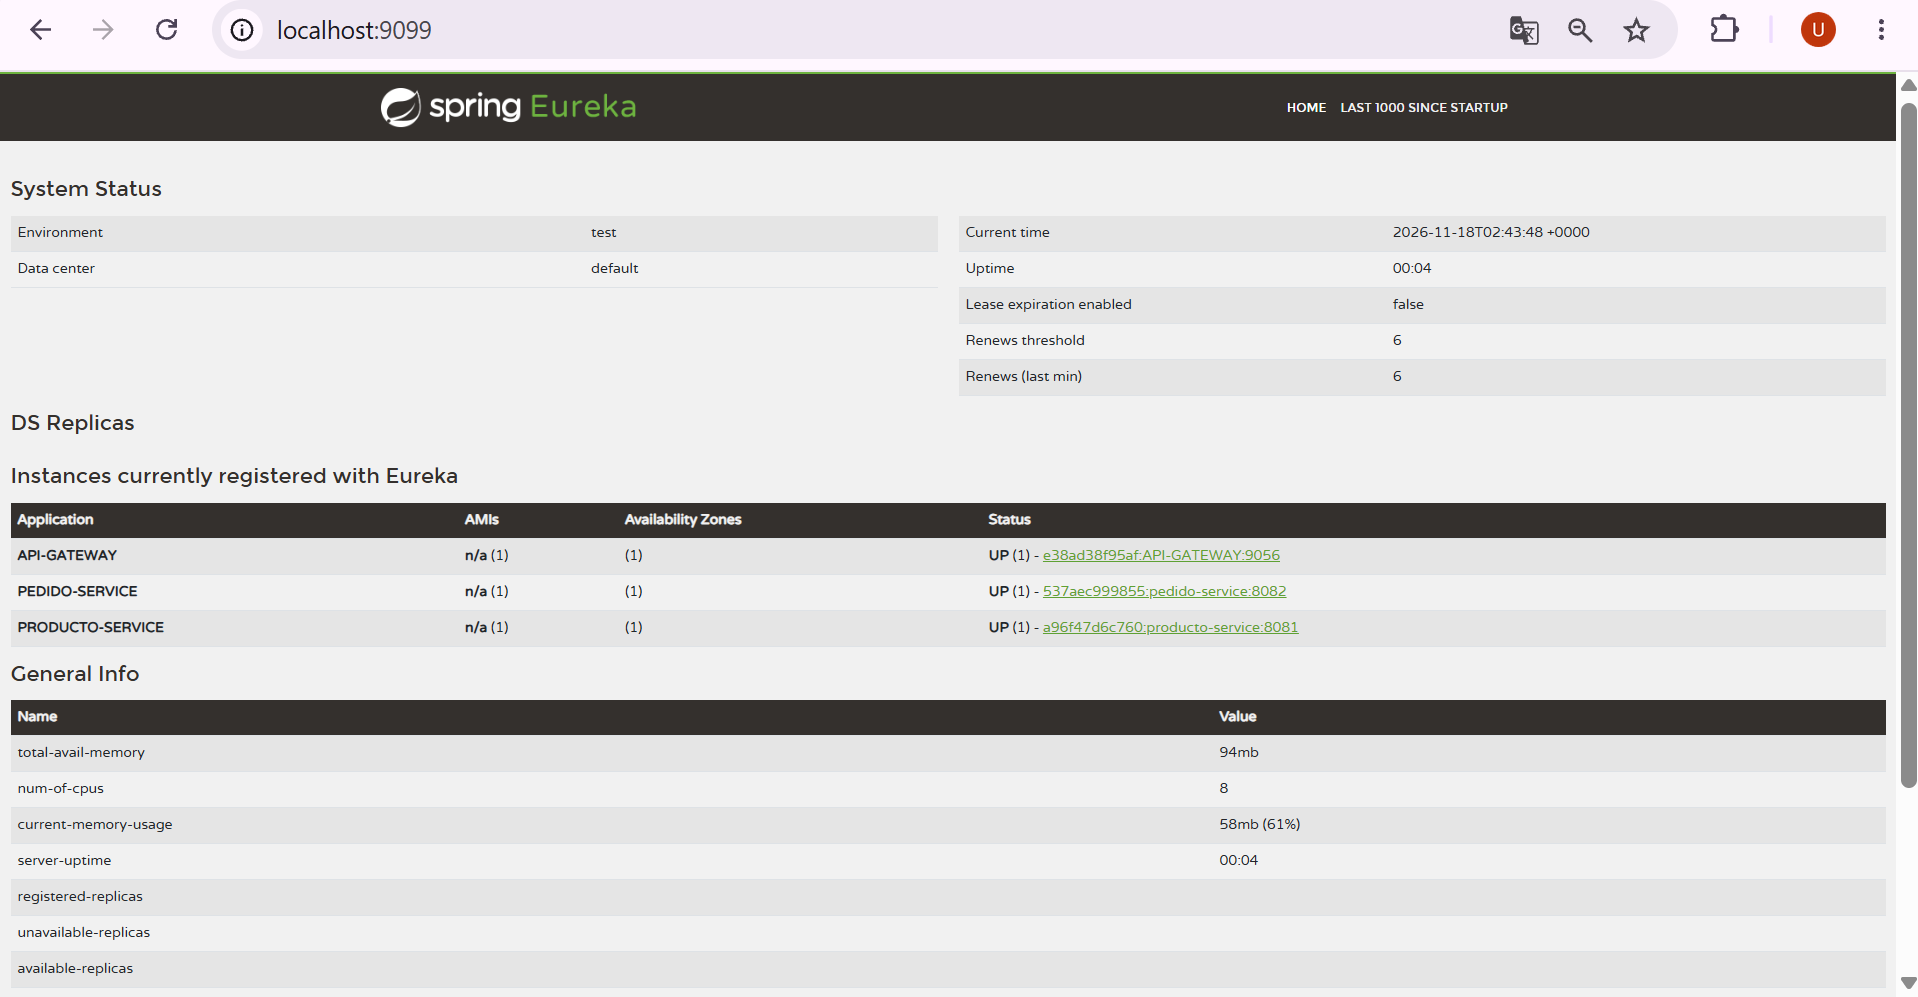 localhost:9099
U
spring Eureka
HOME LAST 1000 SINCE STARTUP
System Status
Environment test
Data center default
Current time 2026-11-18T02:43:48 +0000
Uptime 00:04
Lease expiration enabled false
Renews threshold 6
Renews (last min) 6
DS Replicas
Instances currently registered with Eureka
Application AMIs Availability Zones Status
API-GATEWAY n/a (1) (1) UP (1) - e38ad38f95af:API-GATEWAY:9056
PEDIDO-SERVICE n/a (1) (1) UP (1) - 537aec999855:pedido-service:8082
PRODUCTO-SERVICE n/a (1) (1) UP (1) - a96f47d6c760:producto-service:8081
General Info
Name Value
total-avail-memory 94mb
num-of-cpus 8
current-memory-usage 58mb (61%)
server-uptime 00:04
registered-replicas
unavailable-replicas
available-replicas